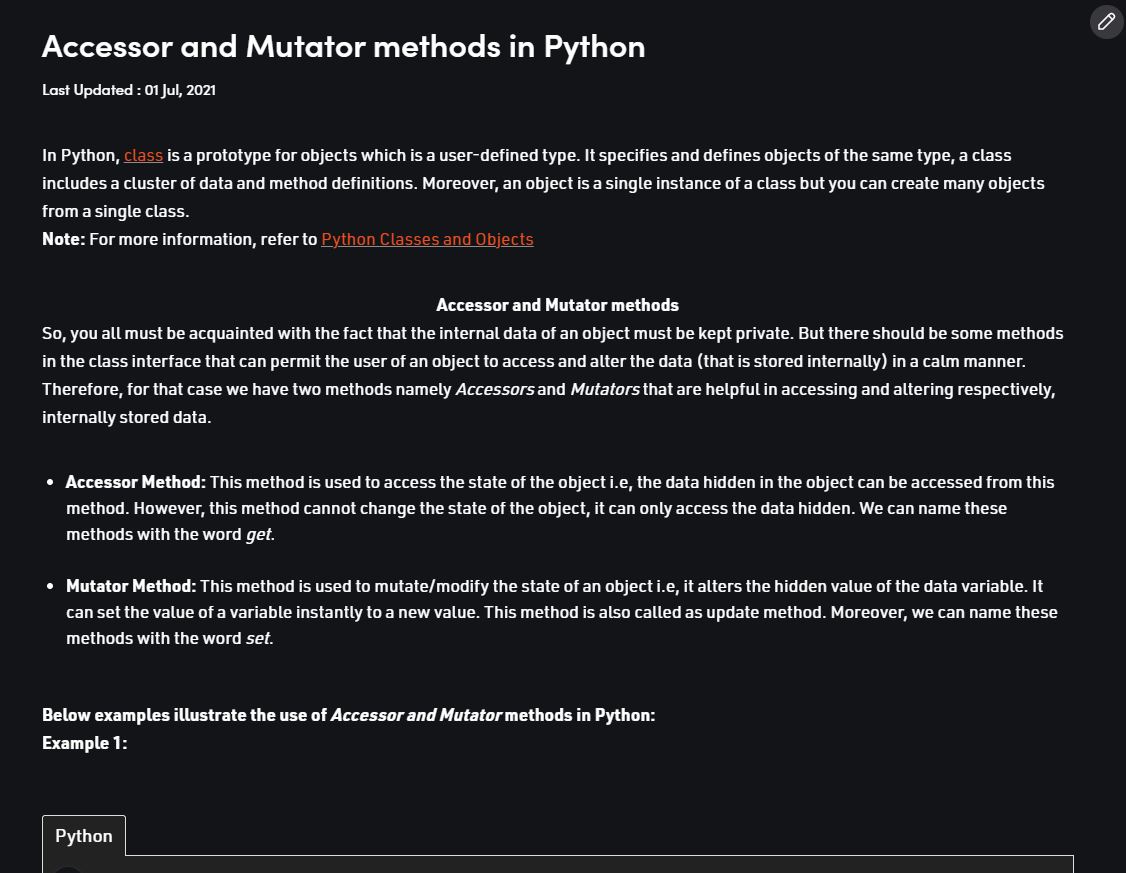 Accessor and Mutator methods in Python
Last Updated : 01 Jul, 2021
In Python, class is a prototype for objects which is a user-defined type. It specifies and defines objects of the same type, a class
includes a cluster of data and method definitions. Moreover, an object is a single instance of a class but you can create many objects
from a single class.
Note: For more information, refer to Python Classes and Objects
Accessor and Mutator methods
So, you all must be acquainted with the fact that the internal data of an object must be kept private. But there should be some methods
in the class interface that can permit the user of an object to access and alter the data (that is stored internally) in a calm manner.
Therefore, for that case we have two methods namely Accessors and Mutators that are helpful in accessing and altering respectively,
internally stored data.
• Accessor Method: This method is used to access the state of the object i.e, the data hidden in the object can be accessed from this
method. However, this method cannot change the state of the object, it can only access the data hidden. We can name these
methods with the word get.
• Mutator Method: This method is used to mutate/modify the state of an object i.e, it alters the hidden value of the data variable. It
can set the value of a variable instantly to a new value. This method is also called as update method. Moreover, we can name these
methods with the word set.
Below examples illustrate the use of Accessor and Mutator methods in Python:
Example 1:
Python